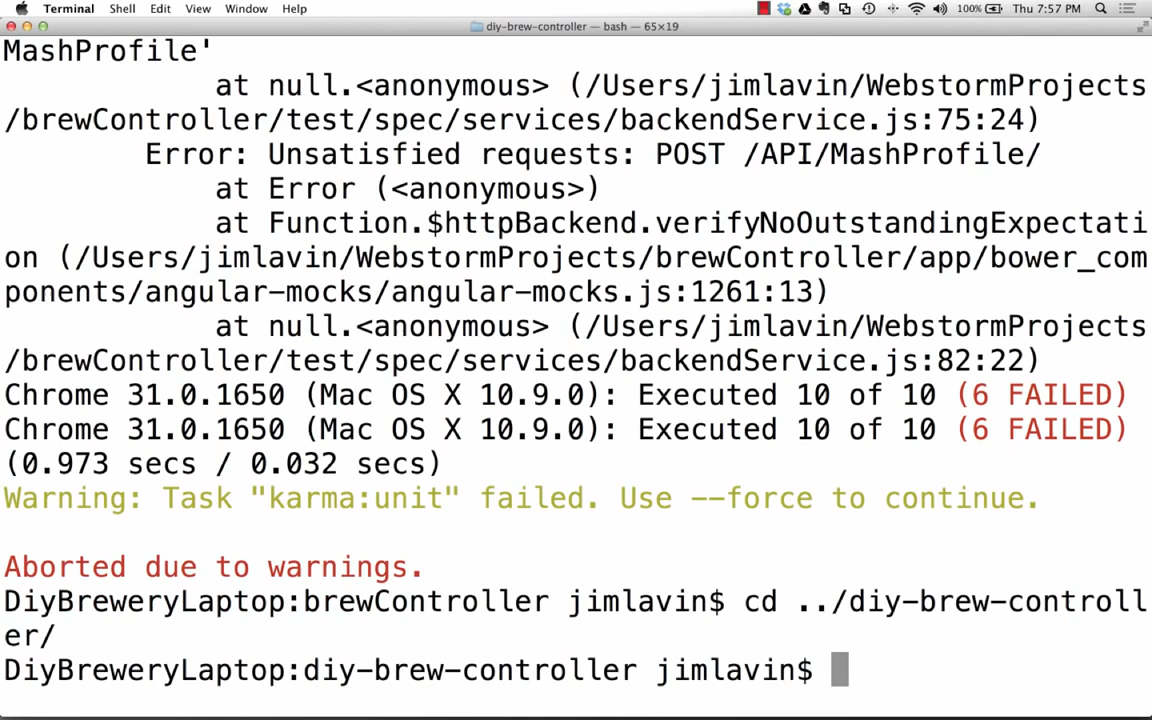 Terminal Shell Edit View Window Help 100% Thu 7:57 PM
diy-brew-controller — bash — 65×19
MashProfile'
at null.<anonymous> (/Users/jimlavin/WebstormProjects
/brewController/test/spec/services/backendService.js:75:24)
Error: Unsatisfied requests: POST /API/MashProfile/
at Error (<anonymous>)
at Function.$httpBackend.verifyNoOutstandingExpectati
on (/Users/jimlavin/WebstormProjects/brewController/app/bower_com
ponents/angular-mocks/angular-mocks.js:1261:13)
at null.<anonymous> (/Users/jimlavin/WebstormProjects
/brewController/test/spec/services/backendService.js:82:22)
Chrome 31.0.1650 (Mac OS X 10.9.0): Executed 10 of 10 (6 FAILED)
Chrome 31.0.1650 (Mac OS X 10.9.0): Executed 10 of 10 (6 FAILED)
(0.973 secs / 0.032 secs)
Warning: Task "karma:unit" failed. Use --force to continue.
Aborted due to warnings.
DiyBreweryLaptop:brewController jimlavin$ cd ../diy-brew-controll
er/
DiyBreweryLaptop:diy-brew-controller jimlavin$